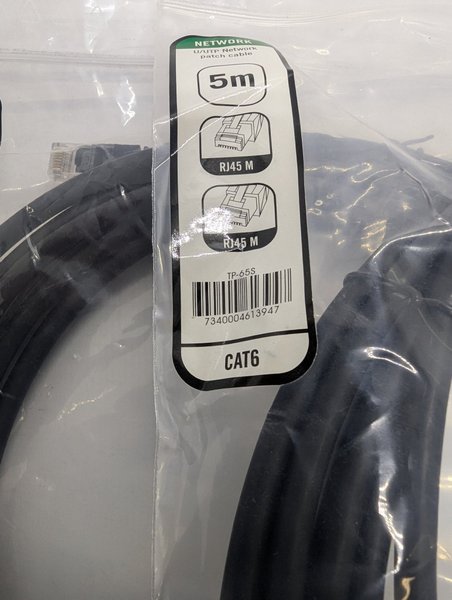 NETWORK
U/UTP Network
patch cable
5m
RJ45 M
RJ45 M
TP-65S
7340004613947
CAT6